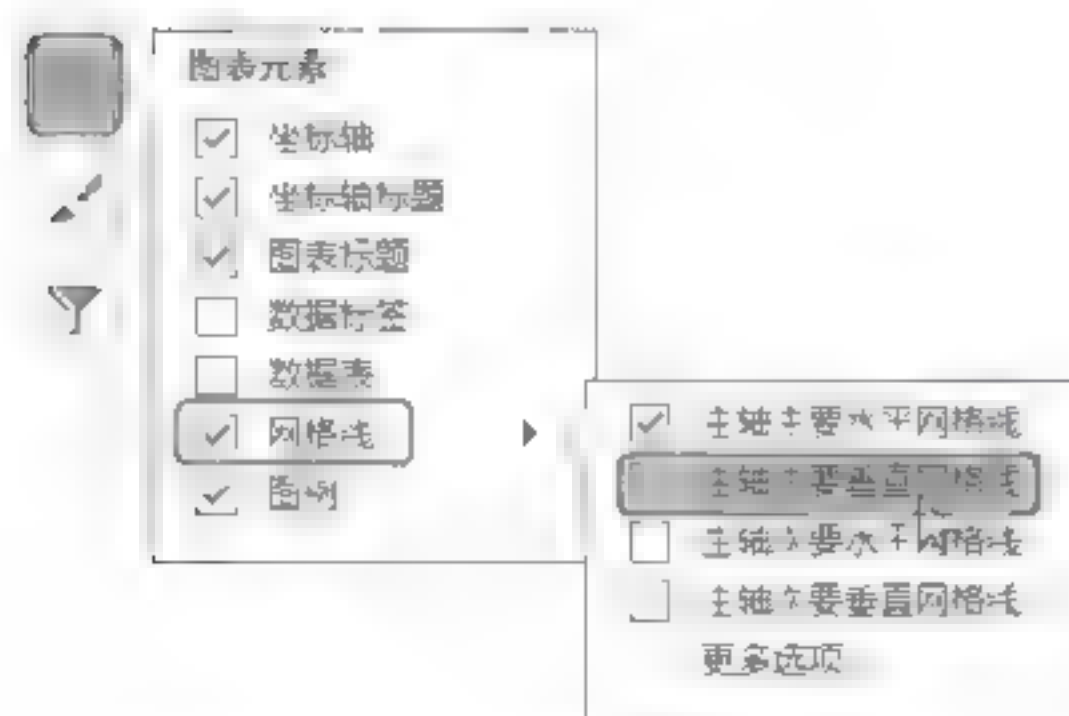 图表元素
坐标轴
坐标轴标题
图表标题
数据标签
数据表
网格线
图例
主轴主要水平网格线
主轴主要垂直网格线
主轴次要水平网格线
主轴次要垂直网格线
更多选项